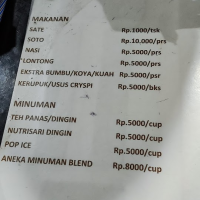 MAKANAN
SATE Rp.1000/tsk
SOTO Rp.10,000/prs
NASI Rp.5000/prs
LONTONG Rp.5000/prs
EKSTRA BUMBU/KOYA/KUAH Rp.5000/psr
KERUPUK/USUS CRYSPI Rp.5000/bks
MINUMAN
TEH PANAS/DINGIN Rp.5000/cup
NUTRISARI DINGIN Rp.5000/cup
POP ICE Rp.5000/cup
ANEKA MINUMAN BLEND Rp.8000/cup